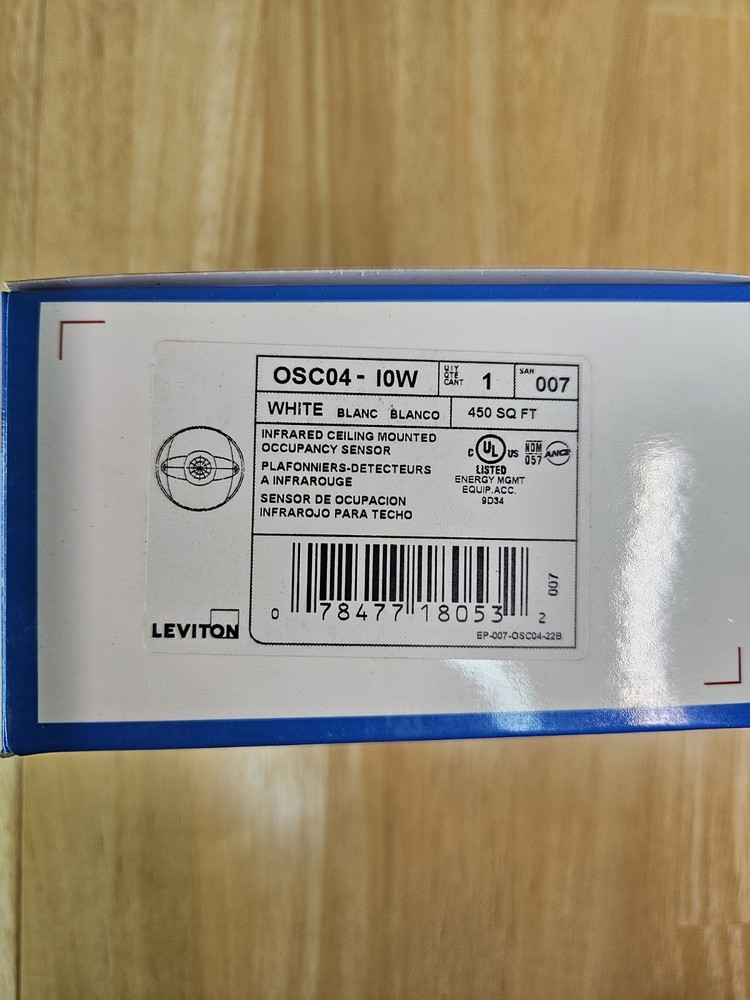 OSC04 - I0W
QTY
QTÉ
CANT
1
SAN
007
WHITE BLANC BLANCO
450 SQ FT
INFRARED CEILING MOUNTED
OCCUPANCY SENSOR
PLAFONNIERS-DETECTEURS
A INFRAROUGE
SENSOR DE OCUPACION
INFRAROJO PARA TECHO
C UL US
LISTED
ENERGY MGMT
EQUIP.ACC.
9D34
NOM
057
ANCE
007
0 78477 18053 2
EP-007-OSC04-22B
LEVITON